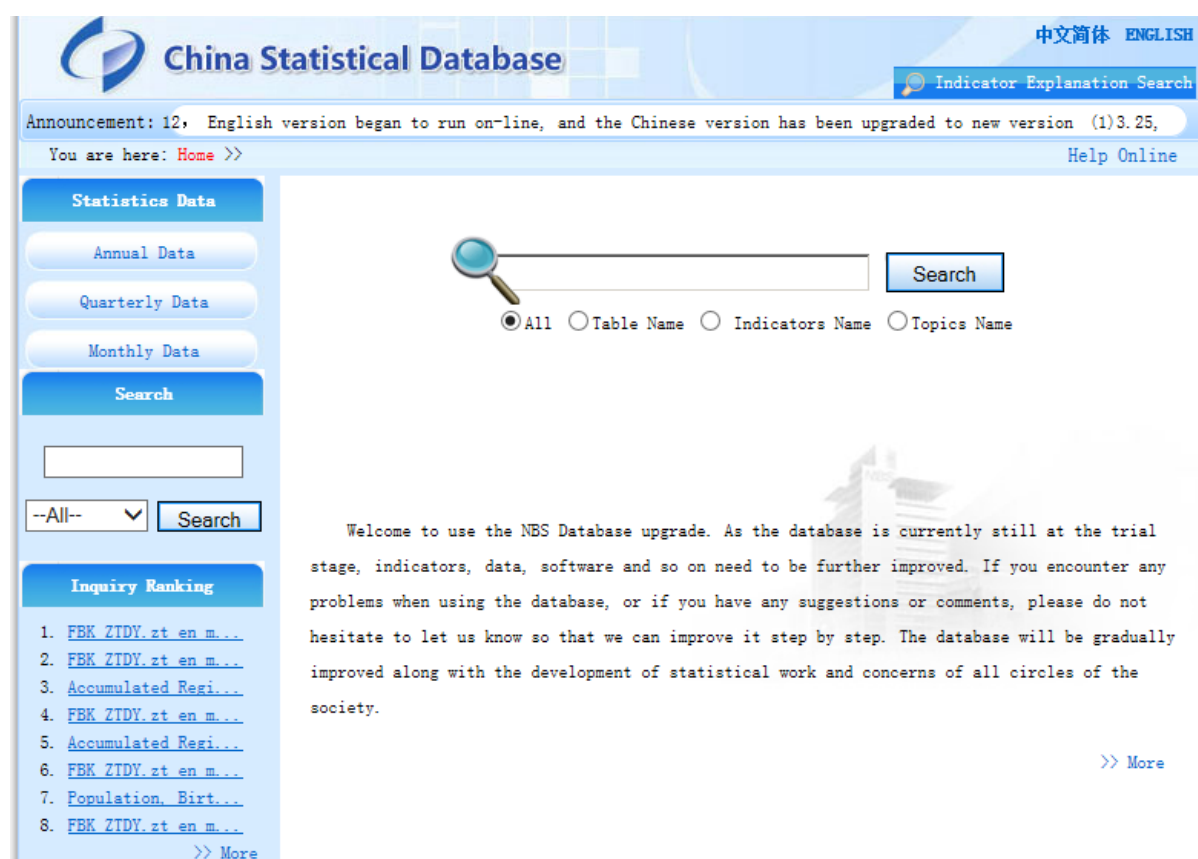 中文简体 ENGLISH
China Statistical Database
Indicator Explanation Search
Announcement: 12, English version began to run on-line, and the Chinese version has been upgraded to new version (1)3.25,
You are here: Home >>
Help Online
Statistics Data
Annual Data
Quarterly Data
Monthly Data
Search
--All--
Search
Inquiry Ranking
1. FBK ZTDY.zt en m...
2. FBK ZTDY.zt en m...
3. Accumulated Regi...
4. FBK ZTDY.zt en m...
5. Accumulated Regi...
6. FBK ZTDY.zt en m...
7. Population, Birt...
8. FBK ZTDY.zt en m...
>> More
Search
All Table Name Indicators Name Topics Name
NBS
Welcome to use the NBS Database upgrade. As the database is currently still at the trial
stage, indicators, data, software and so on need to be further improved. If you encounter any
problems when using the database, or if you have any suggestions or comments, please do not
hesitate to let us know so that we can improve it step by step. The database will be gradually
improved along with the development of statistical work and concerns of all circles of the
society.
>> More